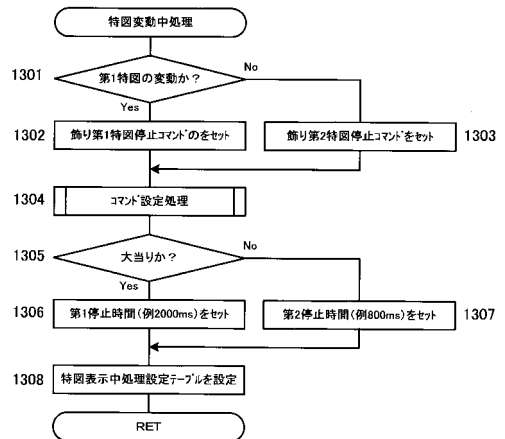 特図変動中処理
1301
第1特図の変動か？
No
Yes
1302
飾り第1特図停止ｺﾏﾝﾄﾞのをセット
飾り第2特図停止ｺﾏﾝﾄﾞをセット
1303
1304
ｺﾏﾝﾄﾞ設定処理
1305
大当りか？
No
Yes
1306
第1停止時間(例2000ms)をセット
第2停止時間(例800ms)をセット
1307
1308
特図表示中処理設定ﾃｰﾌﾞﾙを設定
RET